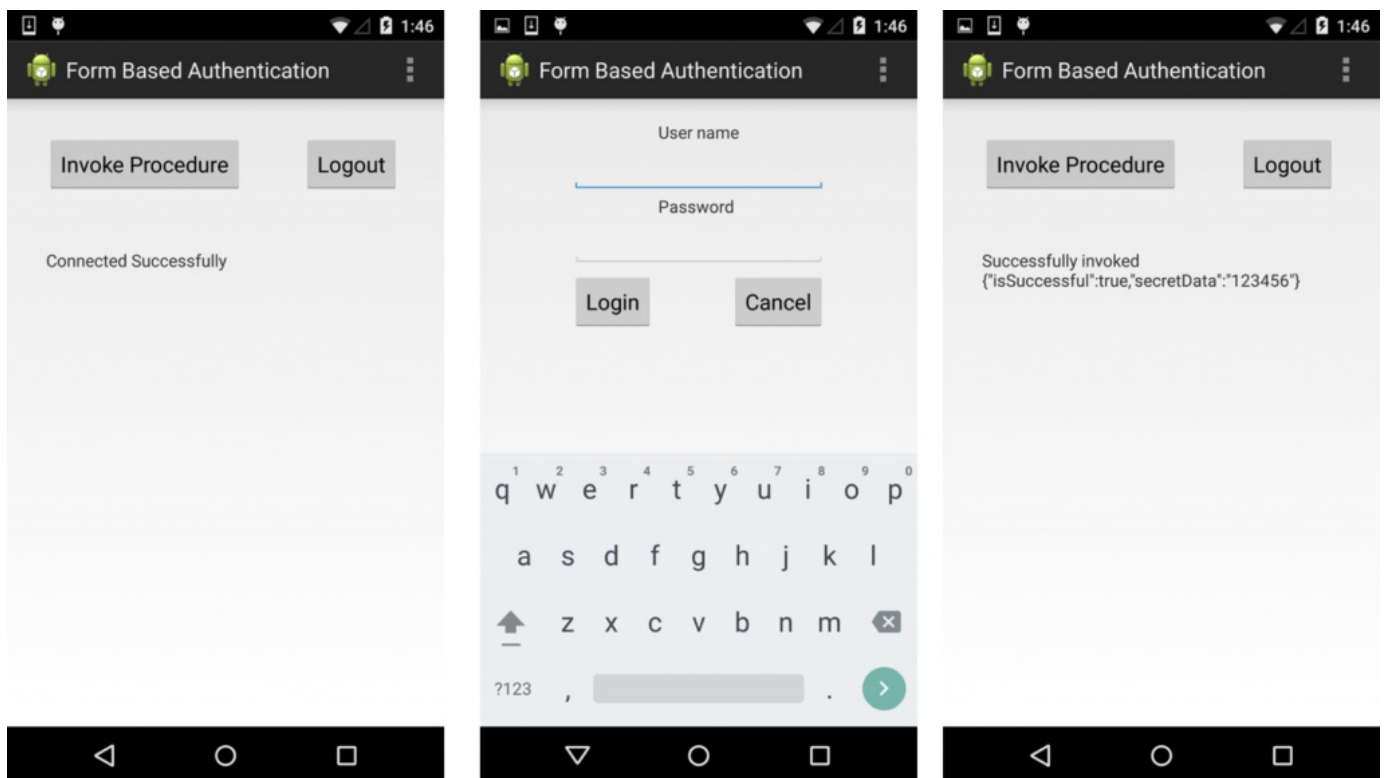 1:46
Form Based Authentication
Invoke Procedure
Logout
Connected Successfully
1:46
Form Based Authentication
User name
Password
Login
Cancel
1 2 3 4 5 6 7 8 9 0
q w e r t y u i o p
a s d f g h j k l
z x c v b n m
?123 , .
1:46
Form Based Authentication
Invoke Procedure
Logout
Successfully invoked
{"isSuccessful":true,"secretData":"123456"}